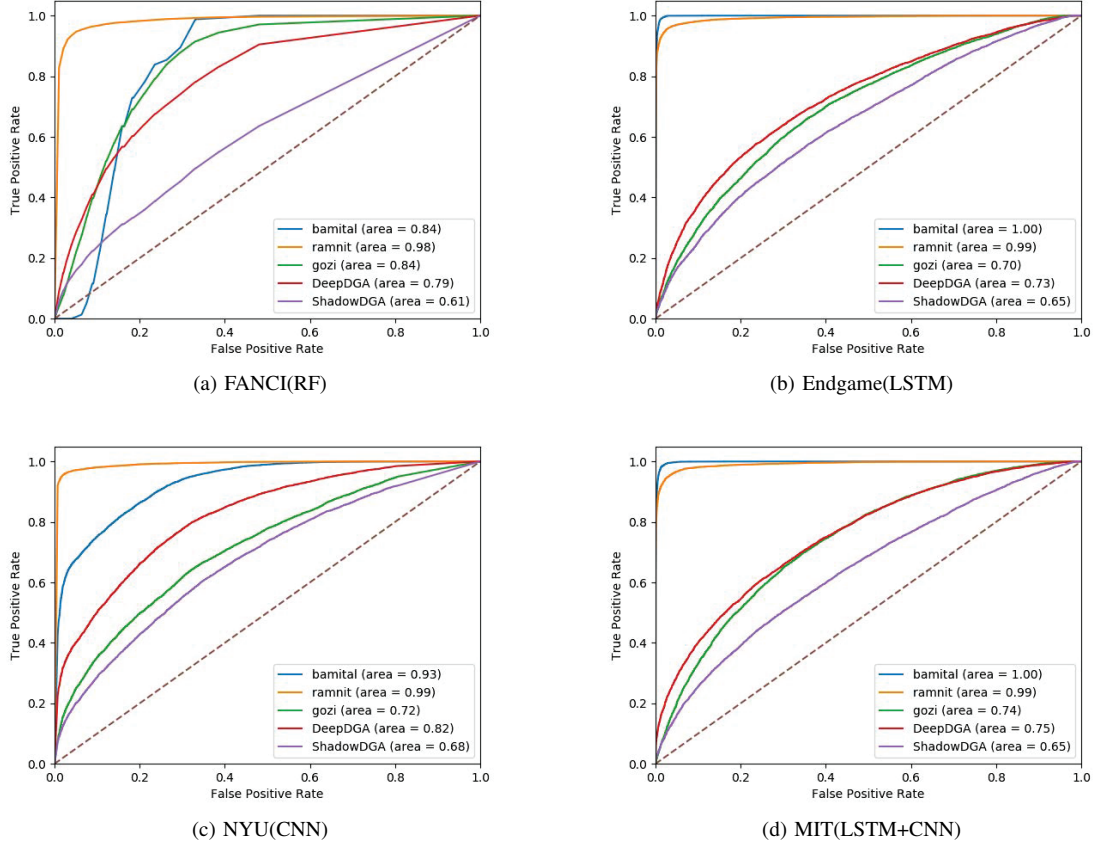 True Positive Rate
1.0
0.8
0.6
0.4
0.2
0.0
bamital (area = 0.84)
ramnit (area = 0.98)
gozi (area = 0.84)
DeepDGA (area = 0.79)
ShadowDGA (area = 0.61)
0.0 0.2 0.4 0.6 0.8 1.0
False Positive Rate
(a) FANCI(RF)
True Positive Rate
1.0
0.8
0.6
0.4
0.2
0.0
bamital (area = 1.00)
ramnit (area = 0.99)
gozi (area = 0.70)
DeepDGA (area = 0.73)
ShadowDGA (area = 0.65)
0.0 0.2 0.4 0.6 0.8 1.0
False Positive Rate
(b) Endgame(LSTM)
True Positive Rate
1.0
0.8
0.6
0.4
0.2
0.0
bamital (area = 0.93)
ramnit (area = 0.99)
gozi (area = 0.72)
DeepDGA (area = 0.82)
ShadowDGA (area = 0.68)
0.0 0.2 0.4 0.6 0.8 1.0
False Positive Rate
(c) NYU(CNN)
True Positive Rate
1.0
0.8
0.6
0.4
0.2
0.0
bamital (area = 1.00)
ramnit (area = 0.99)
gozi (area = 0.74)
DeepDGA (area = 0.75)
ShadowDGA (area = 0.65)
0.0 0.2 0.4 0.6 0.8 1.0
False Positive Rate
(d) MIT(LSTM+CNN)